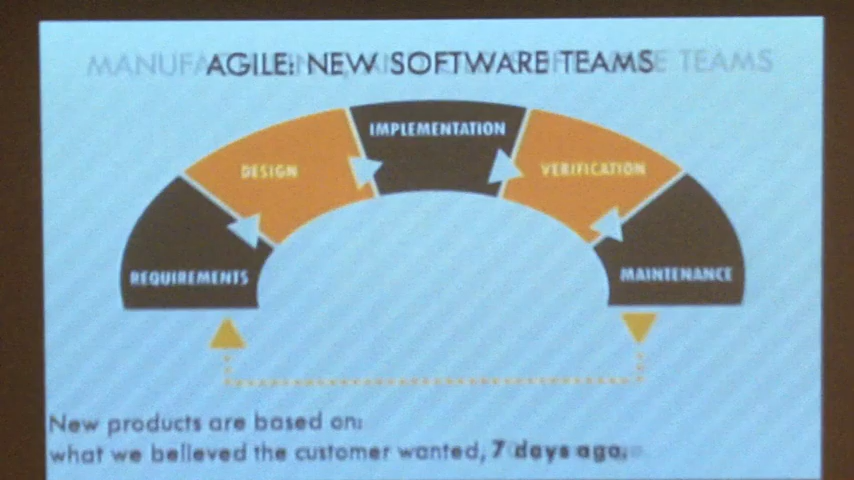 AGILE: NEW SOFTWARE TEAMS
IMPLEMENTATION
DESIGN
VERIFICATION
REQUIREMENTS
MAINTENANCE
New products are based on:
what we believed the customer wanted, 7 days ago.